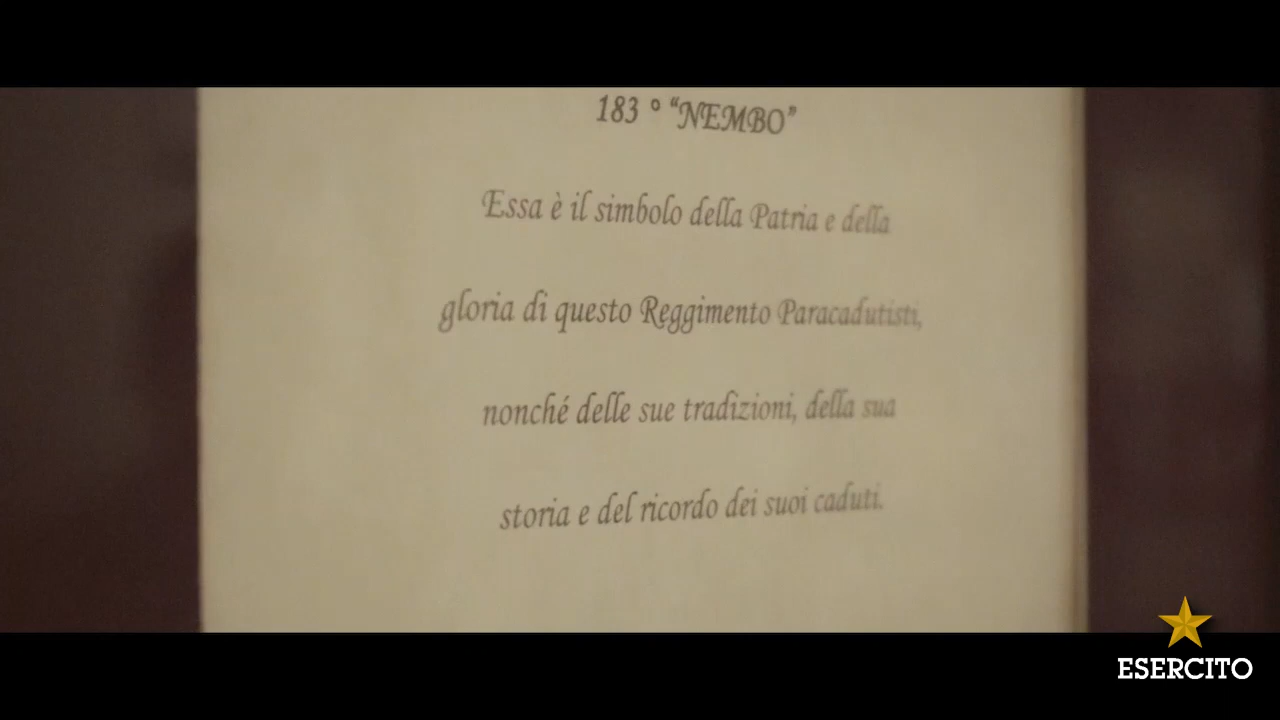 183 ° “NEMBO”
Essa è il simbolo della Patria e della
gloria di questo Reggimento Paracadutisti,
nonché delle sue tradizioni, della sua
storia e del ricordo dei suoi caduti.
ESERCITO